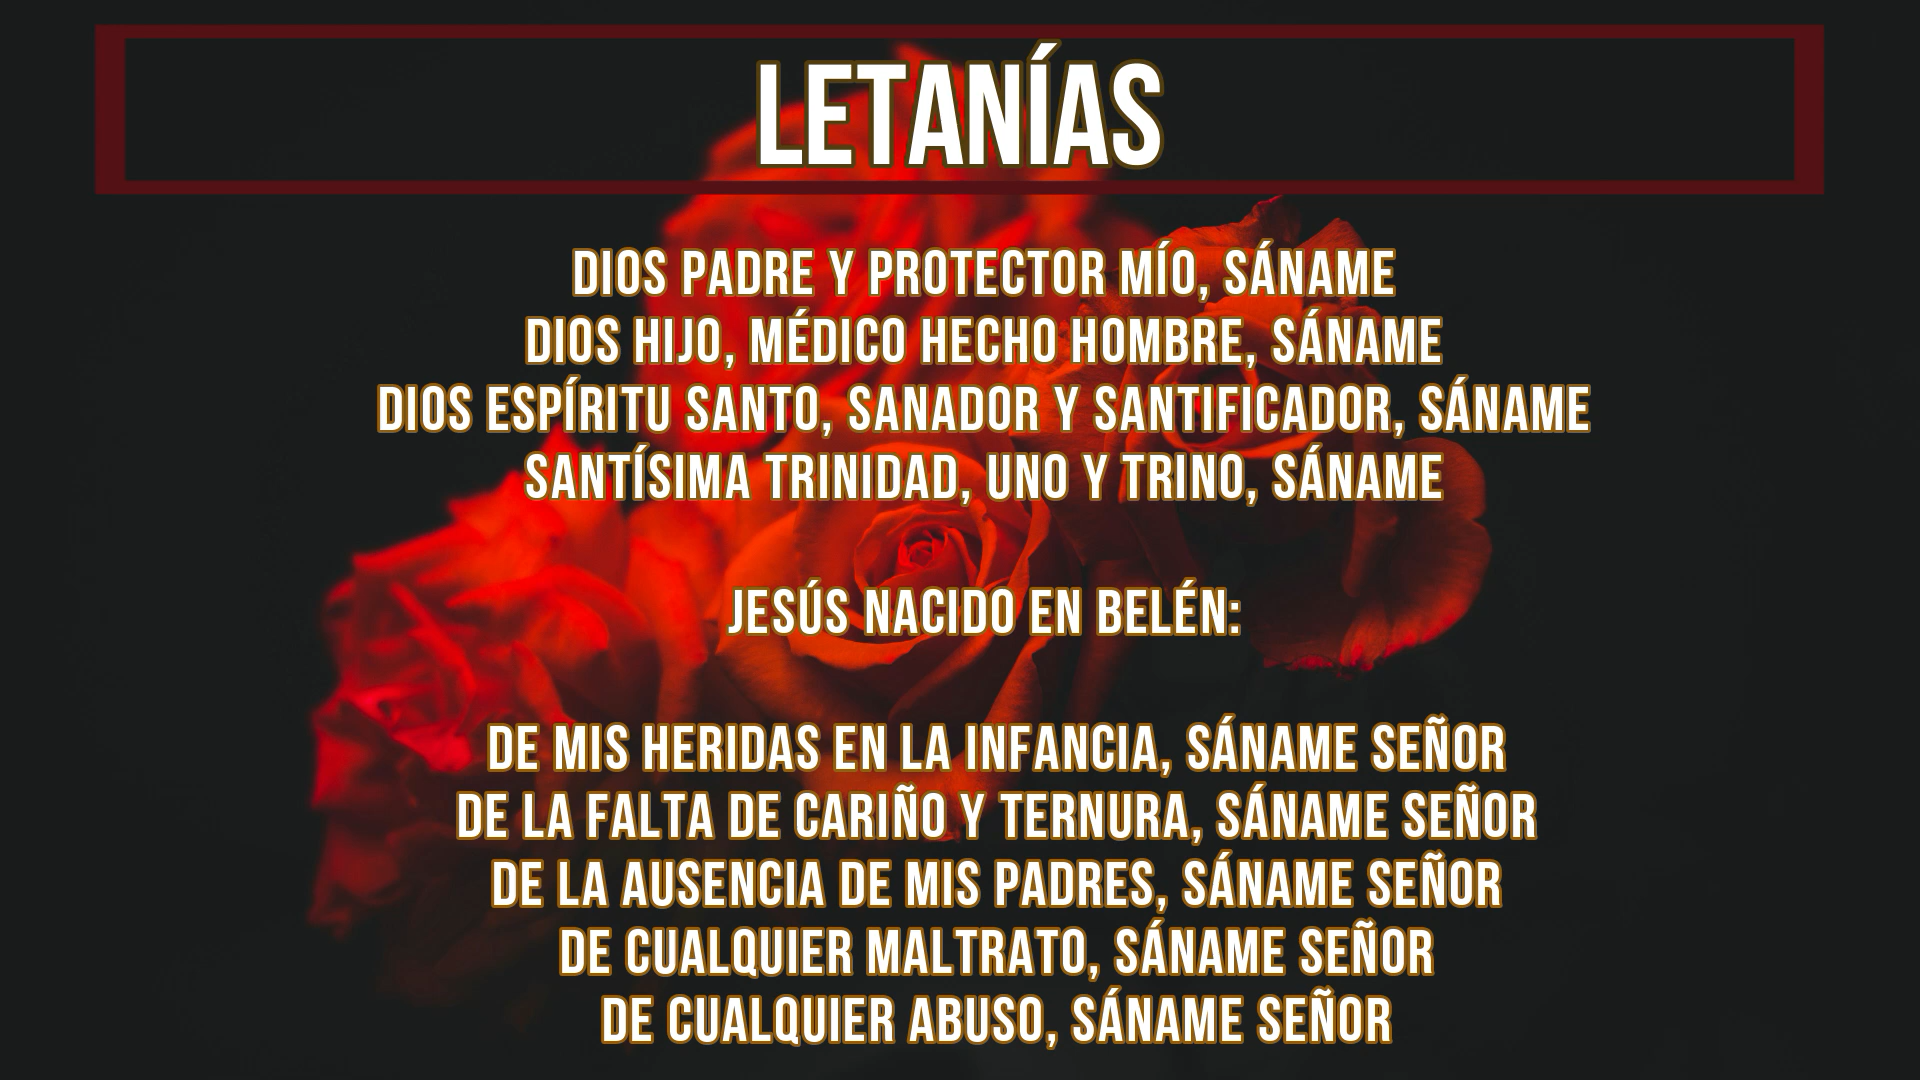 LETANÍAS
DIOS PADRE Y PROTECTOR MÍO, SÁNAME
DIOS HIJO, MÉDICO HECHO HOMBRE, SÁNAME
DIOS ESPÍRITU SANTO, SANADOR Y SANTIFICADOR, SÁNAME
SANTÍSIMA TRINIDAD, UNO Y TRINO, SÁNAME
JESÚS NACIDO EN BELÉN:
DE MIS HERIDAS EN LA INFANCIA, SÁNAME SEÑOR
DE LA FALTA DE CARIÑO Y TERNURA, SÁNAME SEÑOR
DE LA AUSENCIA DE MIS PADRES, SÁNAME SEÑOR
DE CUALQUIER MALTRATO, SÁNAME SEÑOR
DE CUALQUIER ABUSO, SÁNAME SEÑOR